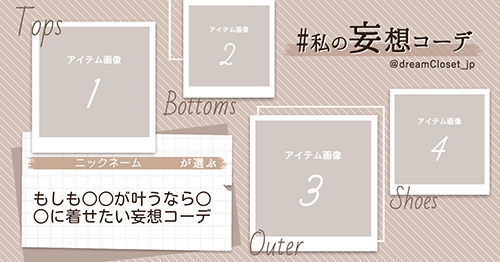 Tops
アイテム画像
1
アイテム画像
2
Bottoms
#私の妄想コーデ
@dreamCloset_jp
ニックネーム が選ぶ
もしも〇〇が叶うなら〇
〇に着せたい妄想コーデ
アイテム画像
3
Outer
アイテム画像
4
Shoes